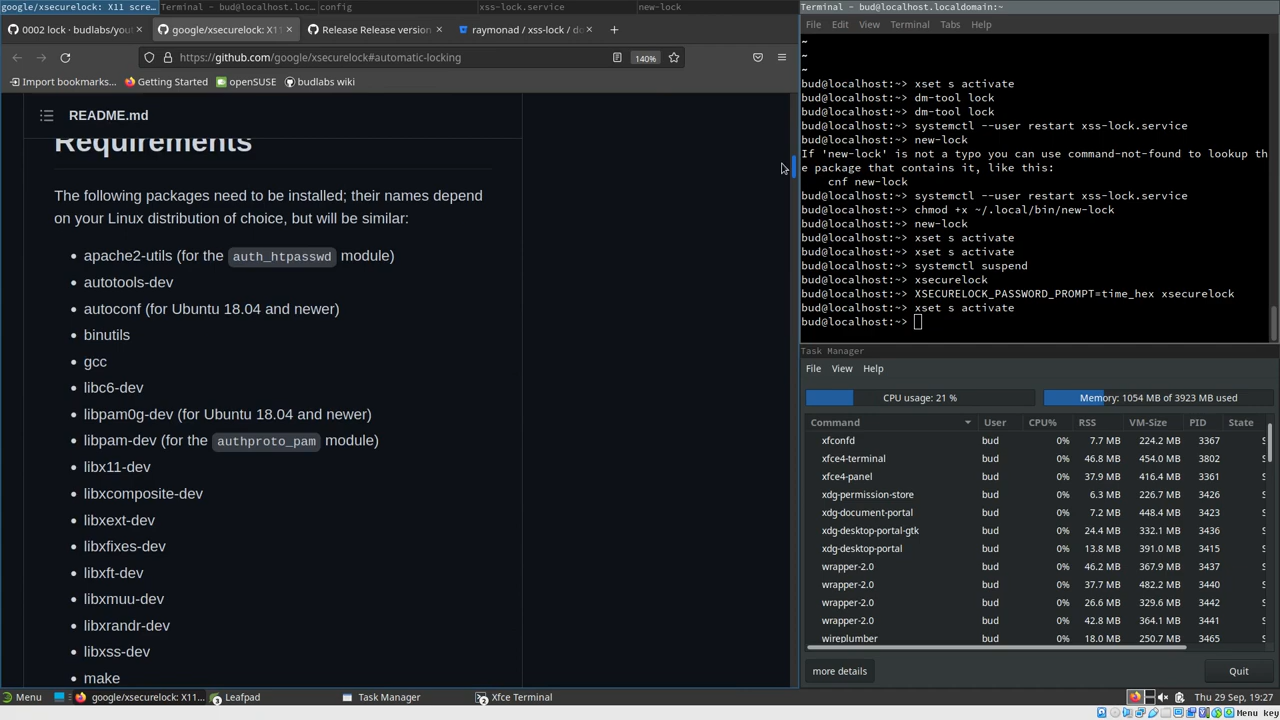 google/xsecurelock: X11 scre...
Terminal - bud@localhost.loc...
config
xss-lock.service
new-lock
0002 lock · budlabs/you
google/xsecurelock: X1
Release Release version
raymonad / xss-lock / do
https://github.com/google/xsecurelock#automatic-locking
140%
Import bookmarks...
Getting Started
openSUSE
budlabs wiki
README.md
Requirements
The following packages need to be installed; their names depend
on your Linux distribution of choice, but will be similar:
apache2-utils (for the auth_htpasswd module)
autotools-dev
autoconf (for Ubuntu 18.04 and newer)
binutils
gcc
libc6-dev
libpam0g-dev (for Ubuntu 18.04 and newer)
libpam-dev (for the authproto_pam module)
libx11-dev
libxcomposite-dev
libxext-dev
libxfixes-dev
libxft-dev
libxmuu-dev
libxrandr-dev
libxss-dev
make
Terminal - bud@localhost.localdomain:~
File Edit View Terminal Tabs Help
~
~
~
bud@localhost:~> xset s activate
bud@localhost:~> dm-tool lock
bud@localhost:~> dm-tool lock
bud@localhost:~> systemctl --user restart xss-lock.service
bud@localhost:~> new-lock
If 'new-lock' is not a typo you can use command-not-found to lookup th
e package that contains it, like this:
cnf new-lock
bud@localhost:~> systemctl --user restart xss-lock.service
bud@localhost:~> chmod +x ~/.local/bin/new-lock
bud@localhost:~> new-lock
bud@localhost:~> xset s activate
bud@localhost:~> xset s activate
bud@localhost:~> systemctl suspend
bud@localhost:~> xsecurelock
bud@localhost:~> XSECURELOCK_PASSWORD_PROMPT=time_hex xsecurelock
bud@localhost:~> xset s activate
bud@localhost:~>
Task Manager
File View Help
CPU usage: 21 %
Memory: 1054 MB of 3923 MB used
Command User CPU% RSS VM-Size PID State
xfconfd bud 0% 7.7 MB 224.2 MB 3367 S
xfce4-terminal bud 0% 46.8 MB 454.0 MB 3802 S
xfce4-panel bud 0% 37.9 MB 416.4 MB 3361 S
xdg-permission-store bud 0% 6.3 MB 226.7 MB 3426 S
xdg-document-portal bud 0% 7.2 MB 448.4 MB 3423 S
xdg-desktop-portal-gtk bud 0% 24.4 MB 332.1 MB 3436 S
xdg-desktop-portal bud 0% 13.8 MB 391.0 MB 3415 S
wrapper-2.0 bud 0% 46.2 MB 367.9 MB 3437 S
wrapper-2.0 bud 0% 37.7 MB 482.2 MB 3440 S
wrapper-2.0 bud 0% 26.6 MB 329.6 MB 3442 S
wrapper-2.0 bud 0% 42.8 MB 364.1 MB 3441 S
wireplumber bud 0% 18.0 MB 250.7 MB 3465 S
more details
Quit
Menu
google/xsecurelock: X11...
3 Leafpad
Task Manager
2 Xfce Terminal
Thu 29 Sep, 19:27
Menu key